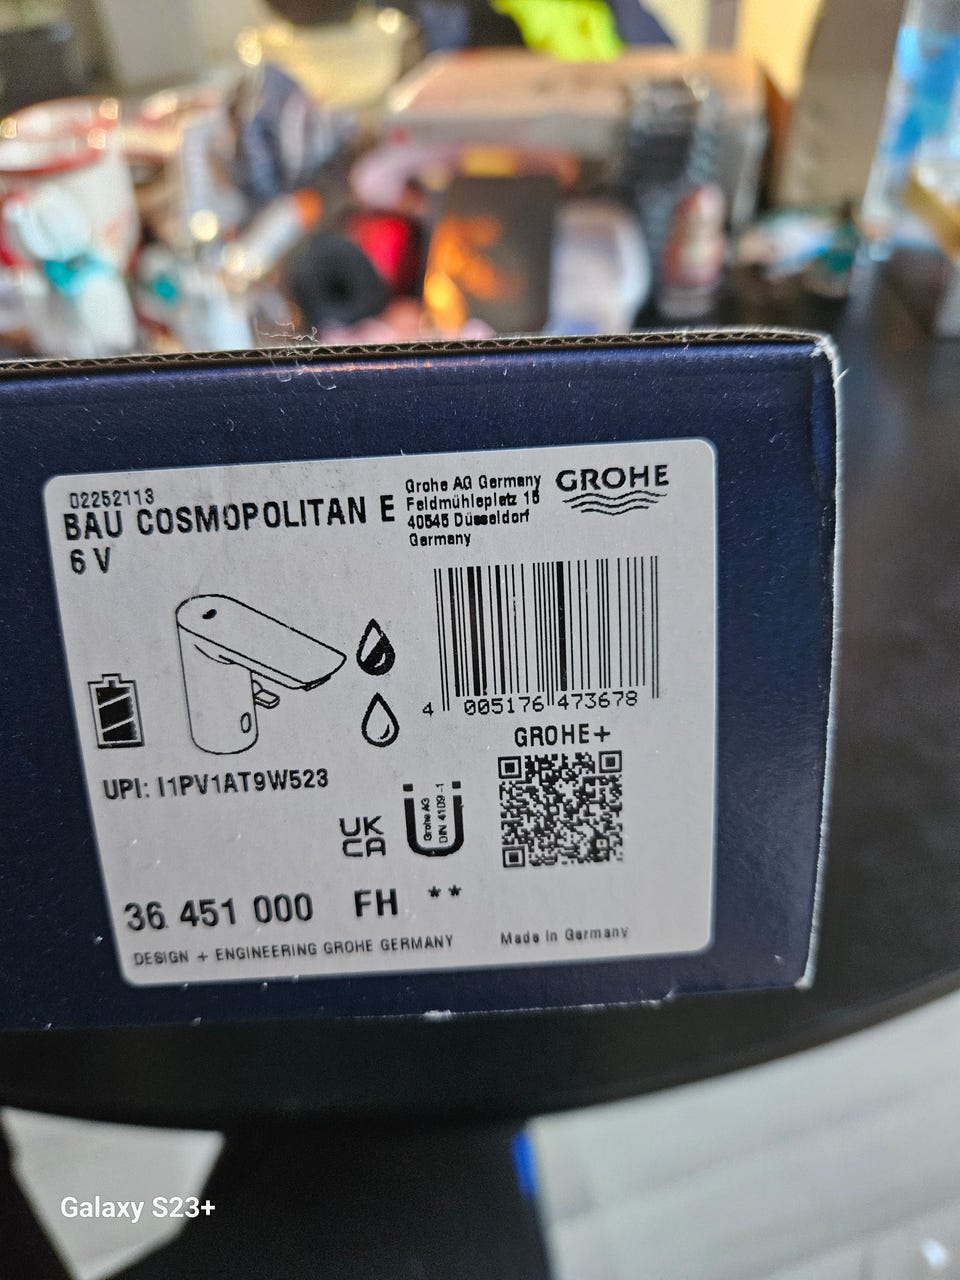 02252113
BAU COSMOPOLITAN E
6 V
Grohe AG Germany
Feldmühleplatz 15
40545 Düsseldorf
Germany
GROHE
4 005176 473678
GROHE+
UPI: I1PV1AT9W523
UK
CA
Grohe AG
DIN 4109-1
36 451 000 FH **
DESIGN + ENGINEERING GROHE GERMANY
Made in Germany
Galaxy S23+